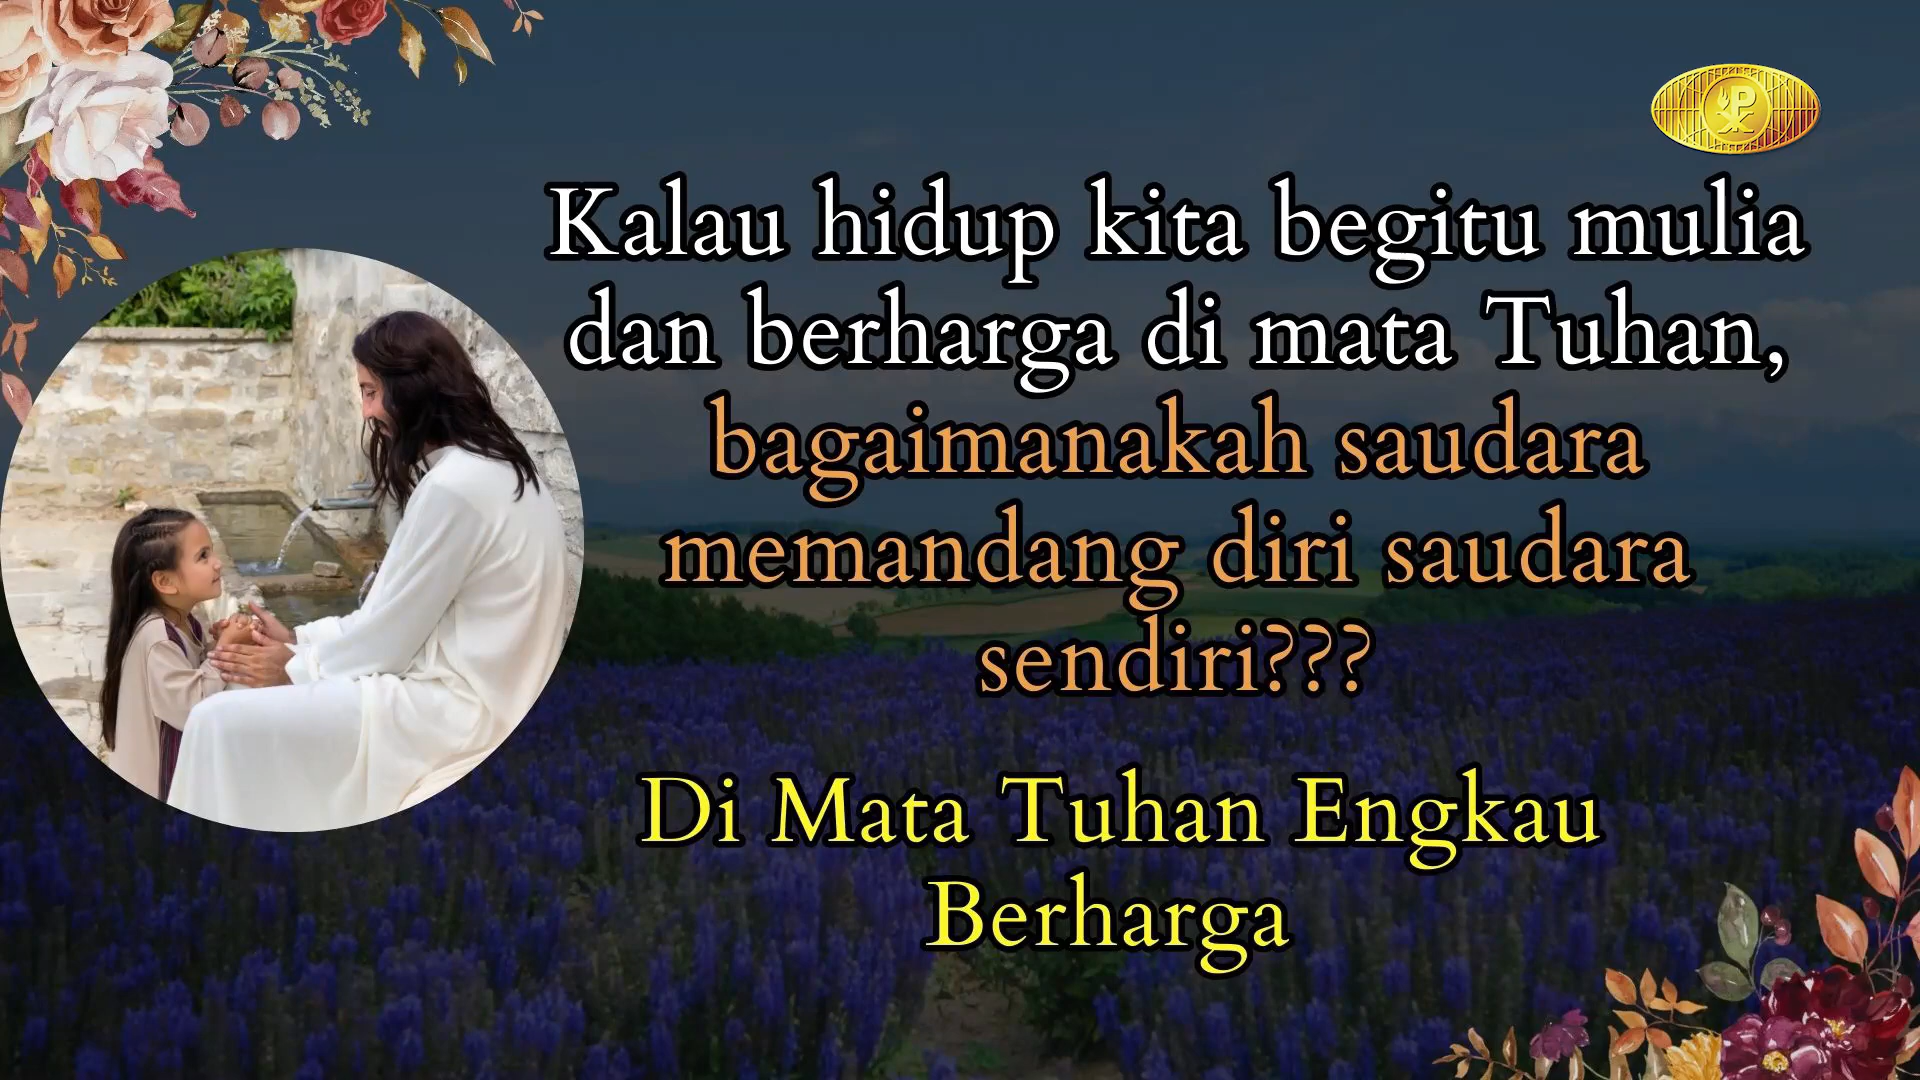 Kalau hidup kita begitu mulia
dan berharga di mata Tuhan,
bagaimanakah saudara
memandang diri saudara
sendiri???
Di Mata Tuhan Engkau
Berharga